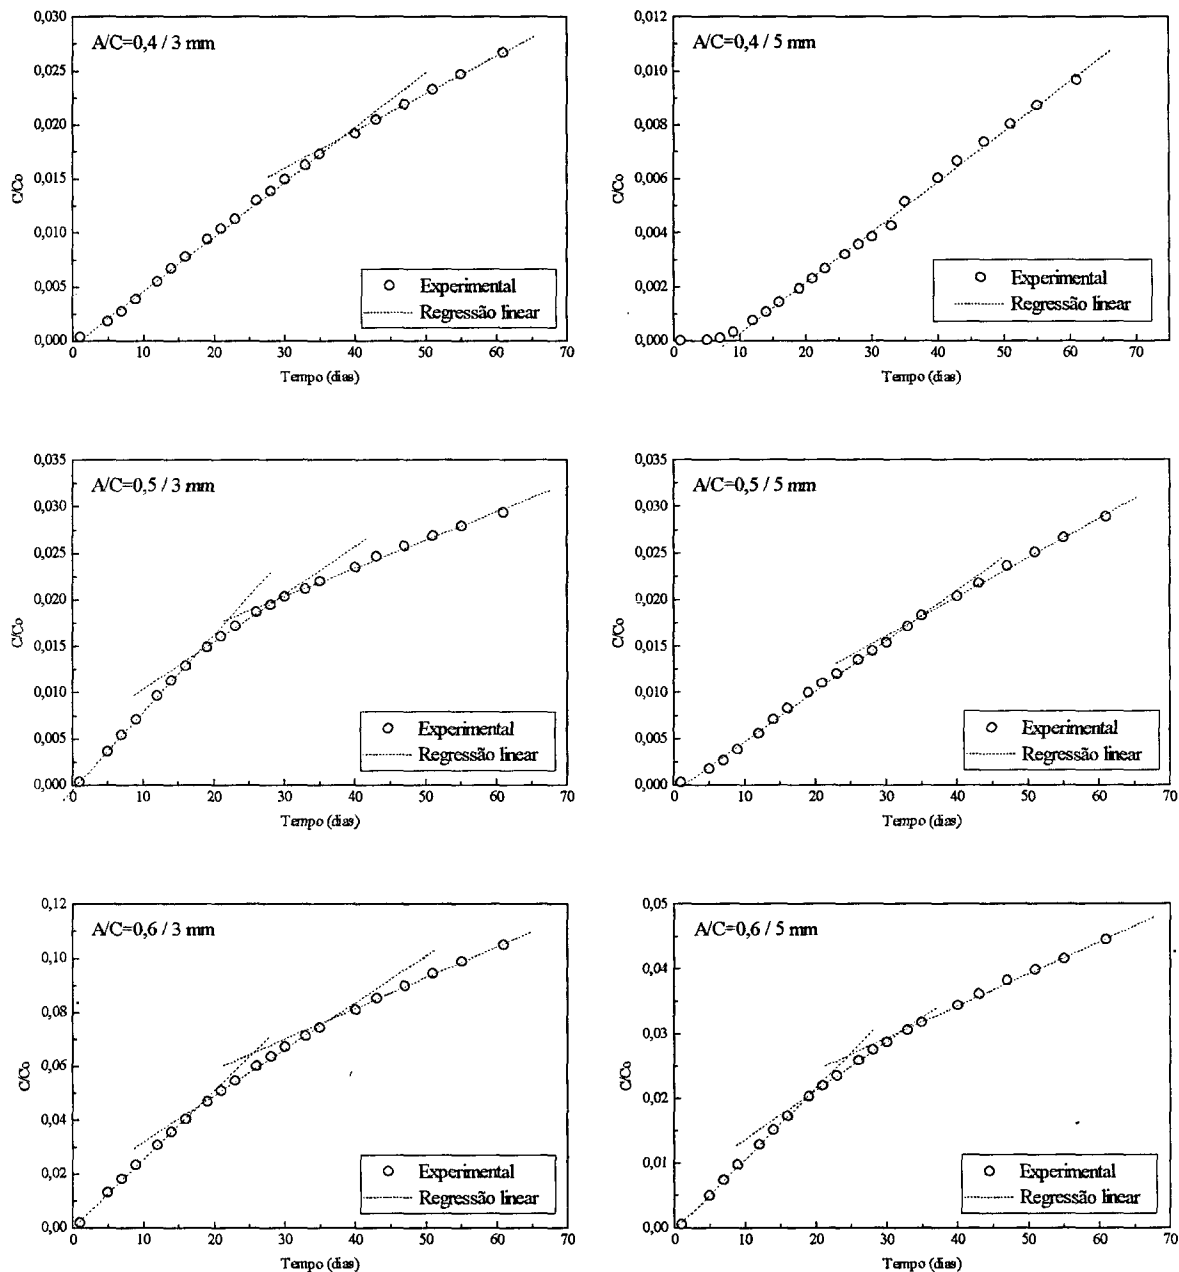 A/C=0,4 / 3 mm
0,030
0,025
0,020
0,015
0,010
0,005
0,000
C/Co
Experimental
Regressão linear
0 10 20 30 40 50 60 70
Tempo (dias)
A/C=0,4 / 5 mm
0,012
0,010
0,008
0,006
0,004
0,002
0,000
C/Co
Experimental
Regressão linear
0 10 20 30 40 50 60 70
Tempo (dias)
A/C=0,5 / 3 mm
0,035
0,030
0,025
0,020
0,015
0,010
0,005
0,000
C/Co
Experimental
Regressão linear
0 10 20 30 40 50 60 70
Tempo (dias)
A/C=0,5 / 5 mm
0,035
0,030
0,025
0,020
0,015
0,010
0,005
0,000
C/Co
Experimental
Regressão linear
0 10 20 30 40 50 60 70
Tempo (dias)
A/C=0,6 / 3 mm
0,12
0,10
0,08
0,06
0,04
0,02
0,00
C/Co
Experimental
Regressão linear
0 10 20 30 40 50 60 70
Tempo (dias)
A/C=0,6 / 5 mm
0,05
0,04
0,03
0,02
0,01
0,00
C/Co
Experimental
Regressão linear
0 10 20 30 40 50 60 70
Tempo (dias)